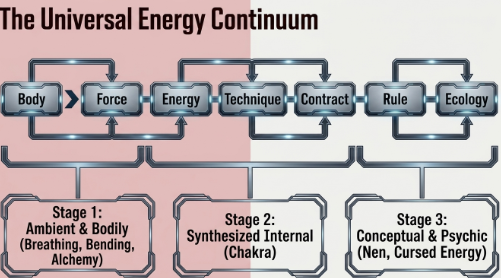 The Universal Energy Continuum
Body
Force
Energy
Technique
Contract
Rule
Ecology
Stage 1:
Ambient & Bodily
(Breathing, Bending,
Alchemy)
Stage 2:
Synthesized Internal
(Chakra)
Stage 3:
Conceptual & Psychic
(Nen, Cursed Energy)